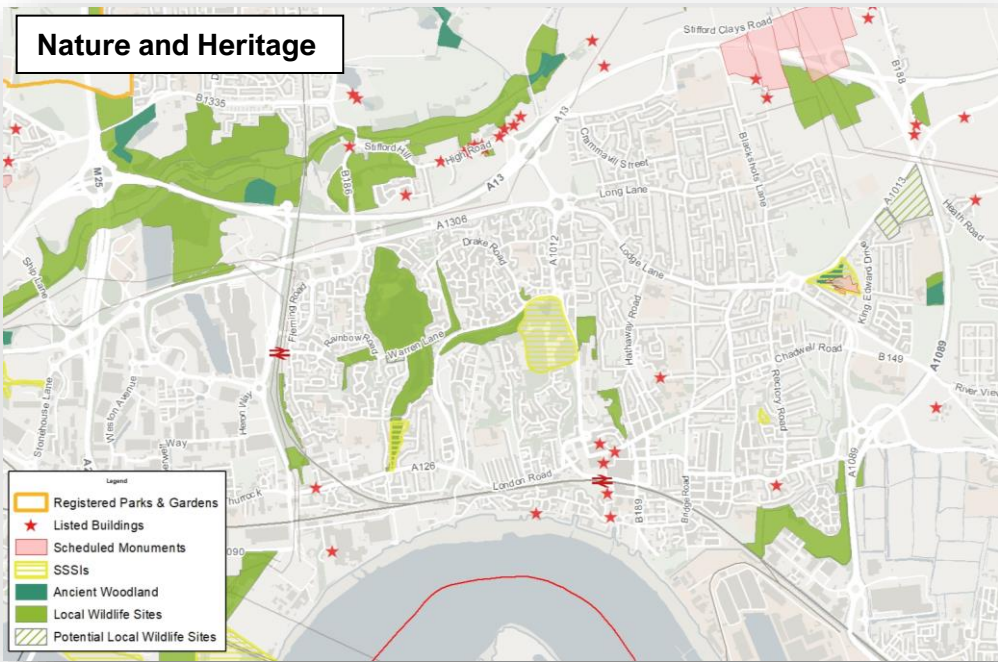 Nature and Heritage
Stifford Clays Road
B188
B1335
M25
Stifford Hill
High Road
A13
A13
B186
Crammavill Street
Blackshots Lane
Long Lane
A1013
Heath Road
A1306
Drake Road
A1012
Lodge Lane
Ship Lane
Fleming Road
King Edward Drive
Rainbow Road
Warren Lane
Hathaway Road
Chadwell Road
B149
A1089
River View
Stonehouse Lane
Weston Avenue
Heron Way
Rectory Road
Way
A126
London Road
A1089
B189
Bridge Road
Thurrock
090
Legend
Registered Parks & Gardens
Listed Buildings
Scheduled Monuments
SSSIs
Ancient Woodland
Local Wildlife Sites
Potential Local Wildlife Sites